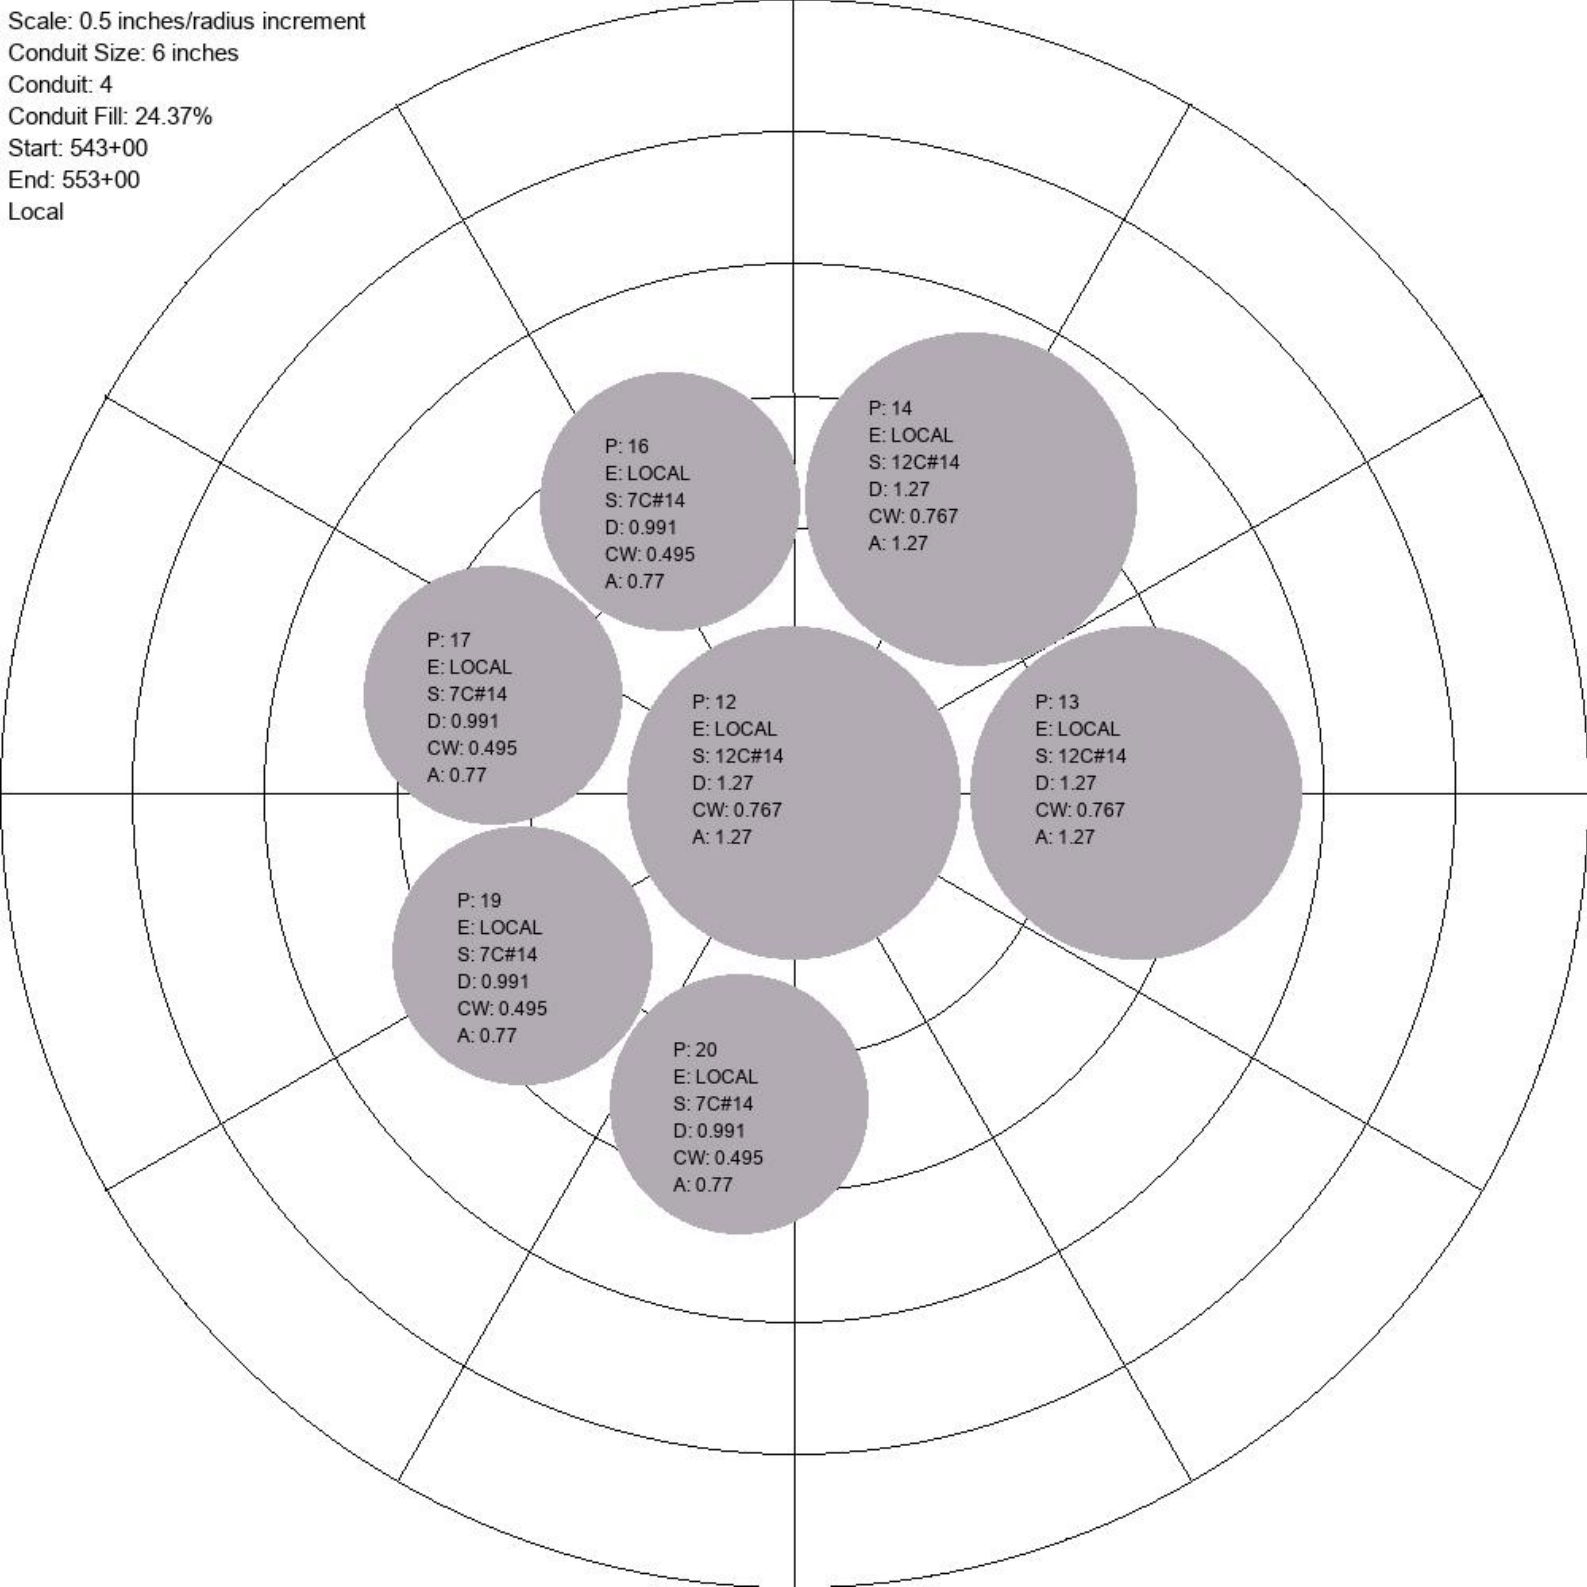 Scale: 0.5 inches/radius increment
Conduit Size: 6 inches
Conduit: 4
Conduit Fill: 24.37%
Start: 543+00
End: 553+00
Local
P: 14
E: LOCAL
S: 12C#14
D: 1.27
CW: 0.767
A: 1.27
P: 16
E: LOCAL
S: 7C#14
D: 0.991
CW: 0.495
A: 0.77
P: 17
E: LOCAL
S: 7C#14
D: 0.991
CW: 0.495
A: 0.77
P: 12
E: LOCAL
S: 12C#14
D: 1.27
CW: 0.767
A: 1.27
P: 13
E: LOCAL
S: 12C#14
D: 1.27
CW: 0.767
A: 1.27
P: 19
E: LOCAL
S: 7C#14
D: 0.991
CW: 0.495
A: 0.77
P: 20
E: LOCAL
S: 7C#14
D: 0.991
CW: 0.495
A: 0.77